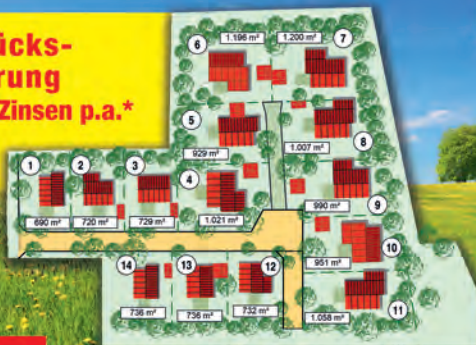 ücks-
rung
Zinsen p.a.*
6 1.196 m² 1.200 m² 7
5
929 m² 1.007 m² 8
1 2 3 4
690 m² 720 m² 729 m² 1.021 m² 990 m² 9
10
951 m²
14 13 12
736 m² 736 m² 732 m² 1.058 m² 11